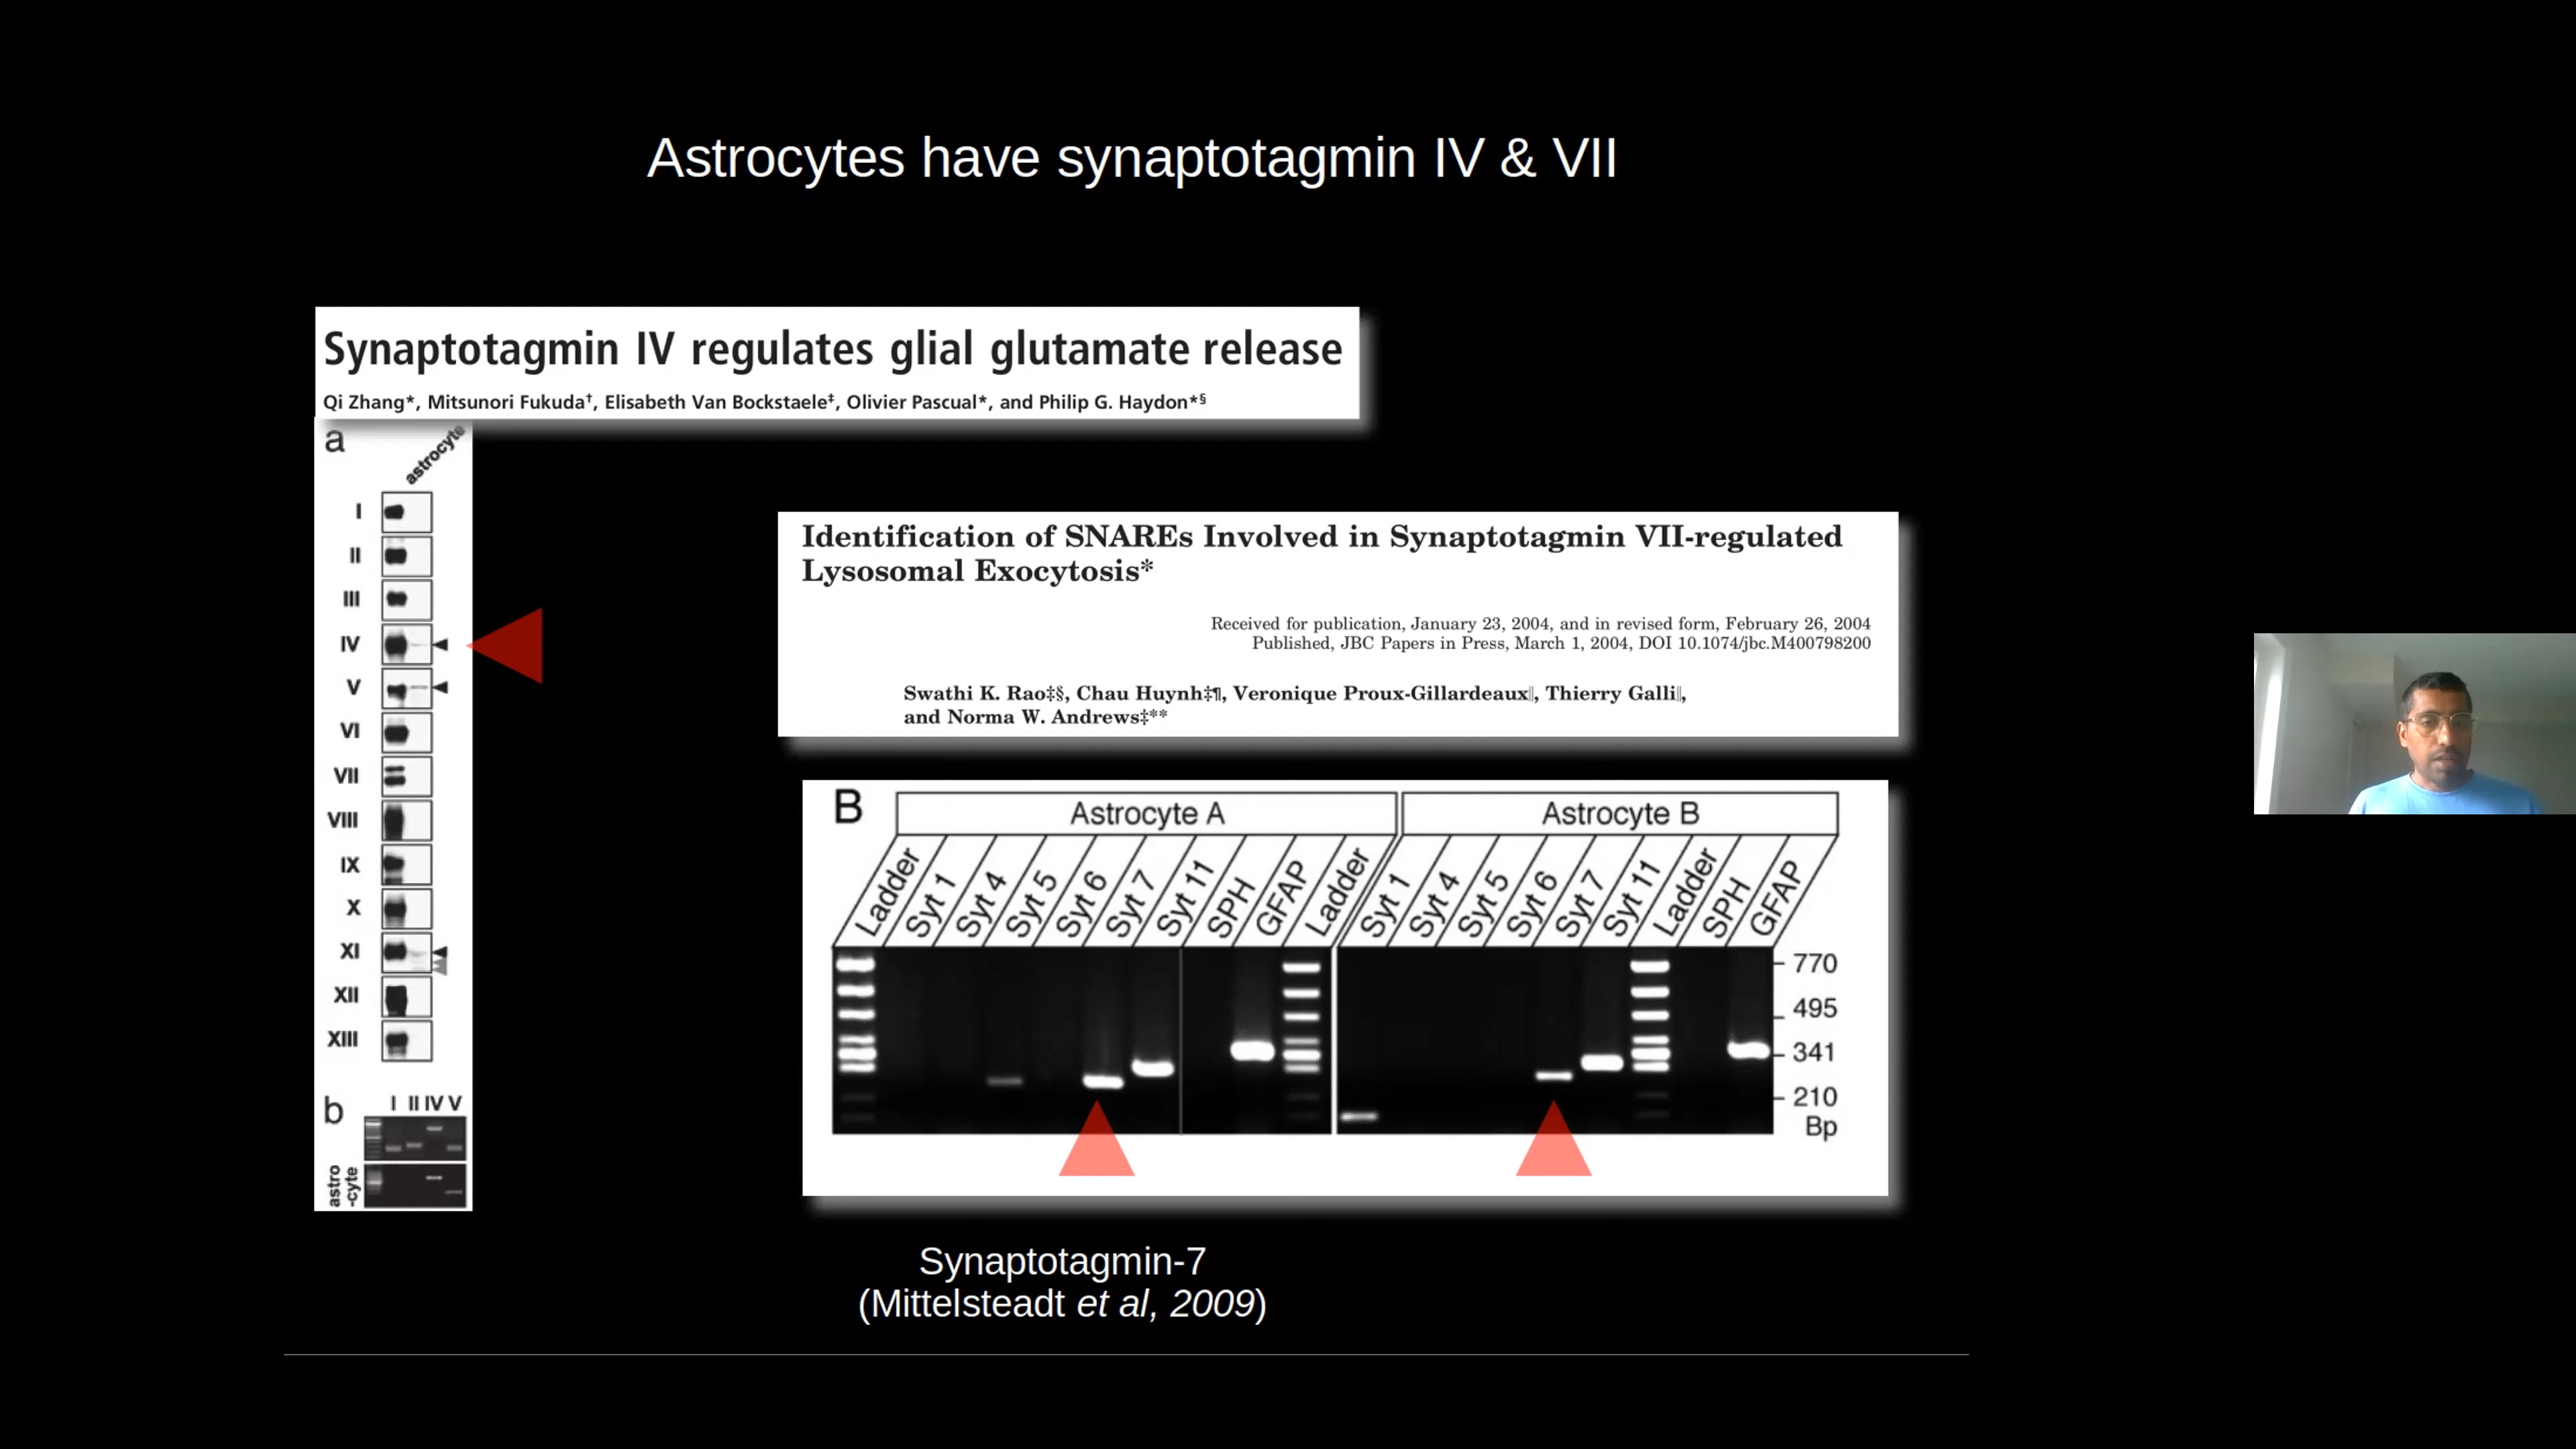 Astrocytes have synaptotagmin IV & VII
Synaptotagmin IV regulates glial glutamate release
Qi Zhang*, Mitsunori Fukuda†, Elisabeth Van Bockstaele‡, Olivier Pascual*, and Philip G. Haydon*§
a
astrocyte
I
II
III
IV
V
VI
VII
VIII
IX
X
XI
XII
XIII
b
I II IV V
astro
-cyte
Identification of SNAREs Involved in Synaptotagmin VII-regulated
Lysosomal Exocytosis*
Received for publication, January 23, 2004, and in revised form, February 26, 2004
Published, JBC Papers in Press, March 1, 2004, DOI 10.1074/jbc.M400798200
Swathi K. Rao‡§, Chau Huynh‡¶, Veronique Proux-Gillardeaux‖, Thierry Galli‖,
and Norma W. Andrews‡**
B
Astrocyte A
Astrocyte B
Ladder Syt 1 Syt 4 Syt 5 Syt 6 Syt 7 Syt 11 SPH GFAP Ladder
Syt 1 Syt 4 Syt 5 Syt 6 Syt 7 Syt 11 Ladder SPH GFAP
770
495
341
210
Bp
Synaptotagmin-7
(Mittelsteadt et al, 2009)